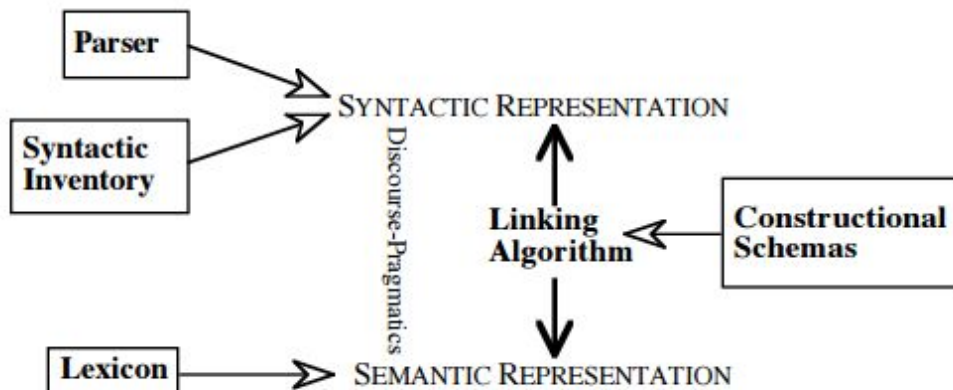 Parser
SYNTACTIC REPRESENTATION
Syntactic
Inventory
Discourse-Pragmatics
Linking
Algorithm
Constructional
Schemas
Lexicon
SEMANTIC REPRESENTATION